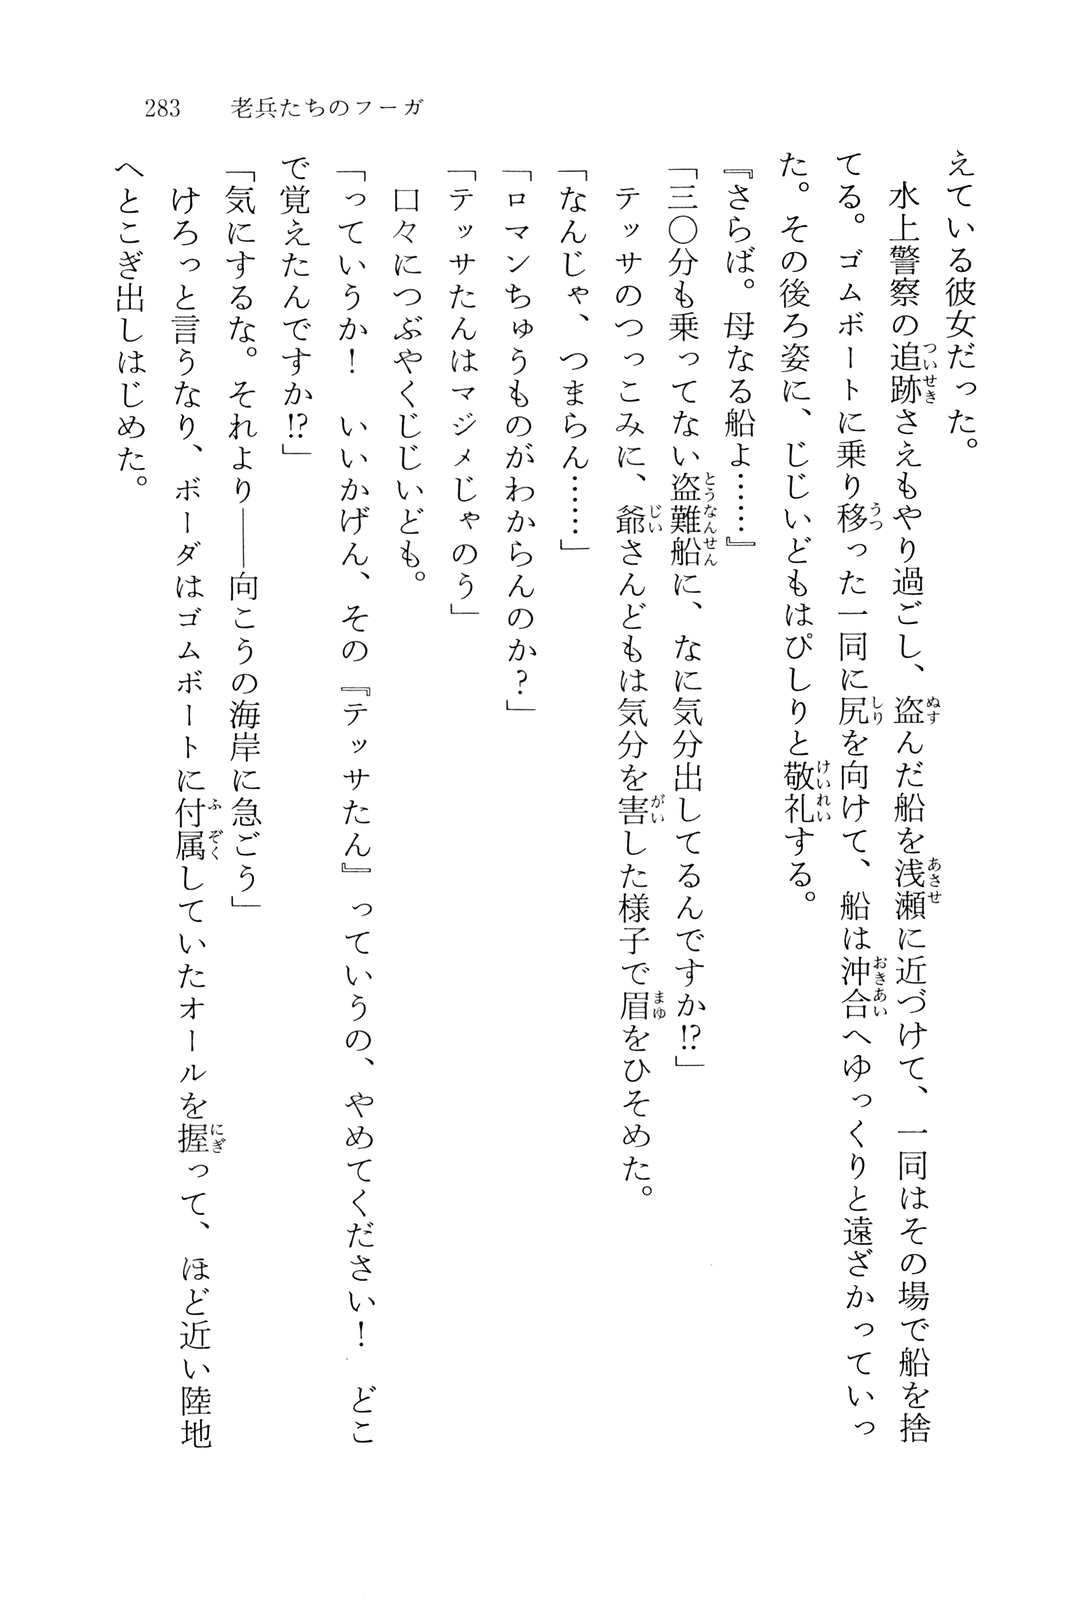 283　老兵たちのフーガ
えている彼女だった。
　水上警察の追跡さえもやり過ごし、盗んだ船を浅瀬に近づけて、一同はその場で船を捨
てる。ゴムボートに乗り移った一同に尻を向けて、船は沖合へゆっくりと遠ざかっていっ
た。その後ろ姿に、じじいどもはぴしりと敬礼する。
『さらば。母なる船よ……』
「三〇分も乗ってない盗難船に、なに気分出してるんですか!?」
　テッサのつっこみに、爺さんどもは気分を害した様子で眉をひそめた。
「なんじゃ、つまらん……」
「ロマンちゅうものがわからんのか？」
「テッサたんはマジメじゃのう」
　口々につぶやくじじいども。
「っていうか！　いいかげん、その『テッサたん』っていうの、やめてください！　どこ
で覚えたんですか!?」
「気にするな。それより――向こうの海岸に急ごう」
　けろっと言うなり、ボーダはゴムボートに付属していたオールを握って、ほど近い陸地
へとこぎ出しはじめた。